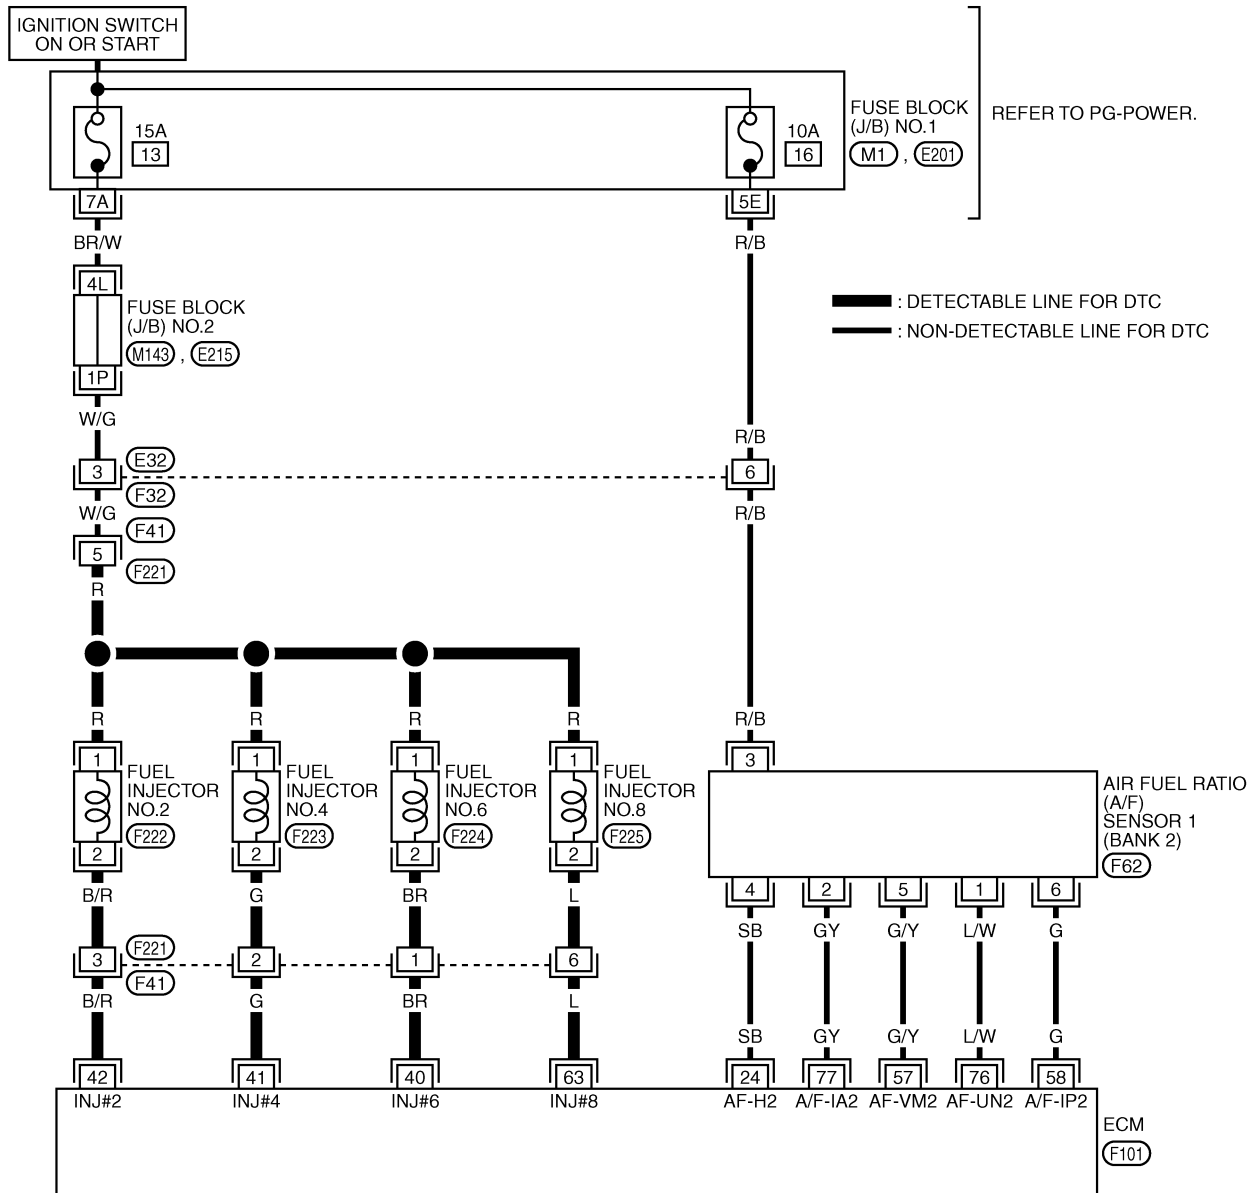 IGNITION SWITCH
ON OR START
15A
13
10A
16
FUSE BLOCK
(J/B) NO.1
M1 , E201
REFER TO PG-POWER.
7A
5E
BR/W
R/B
4L
FUSE BLOCK
(J/B) NO.2
M143 , E215
1P
: DETECTABLE LINE FOR DTC
: NON-DETECTABLE LINE FOR DTC
W/G
R/B
E32
3
6
F32
W/G
R/B
F41
5
F221
R
R R R R R/B
1 1 1 1 3
FUEL
INJECTOR
NO.2
F222
FUEL
INJECTOR
NO.4
F223
FUEL
INJECTOR
NO.6
F224
FUEL
INJECTOR
NO.8
F225
AIR FUEL RATIO
(A/F)
SENSOR 1
(BANK 2)
F62
2 2 2 2
4 2 5 1 6
B/R G BR L
SB GY G/Y L/W G
F221
3 2 1 6
F41
B/R G BR L
SB GY G/Y L/W G
42 41 40 63 24 77 57 76 58
INJ#2 INJ#4 INJ#6 INJ#8 AF-H2 A/F-IA2 AF-VM2 AF-UN2 A/F-IP2
ECM
F101